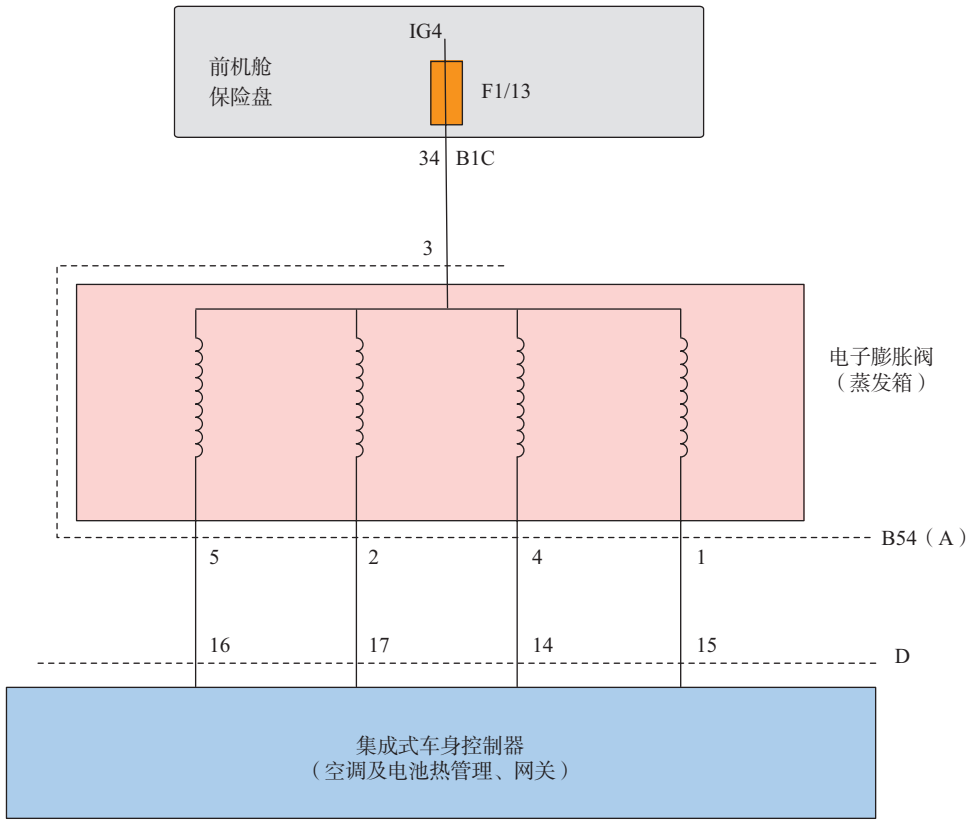 IG4
前机舱
保险盘
F1/13
34 B1C
3
电子膨胀阀
（蒸发箱）
B54（A）
5 2 4 1
16 17 14 15
D
集成式车身控制器
（空调及电池热管理、网关）